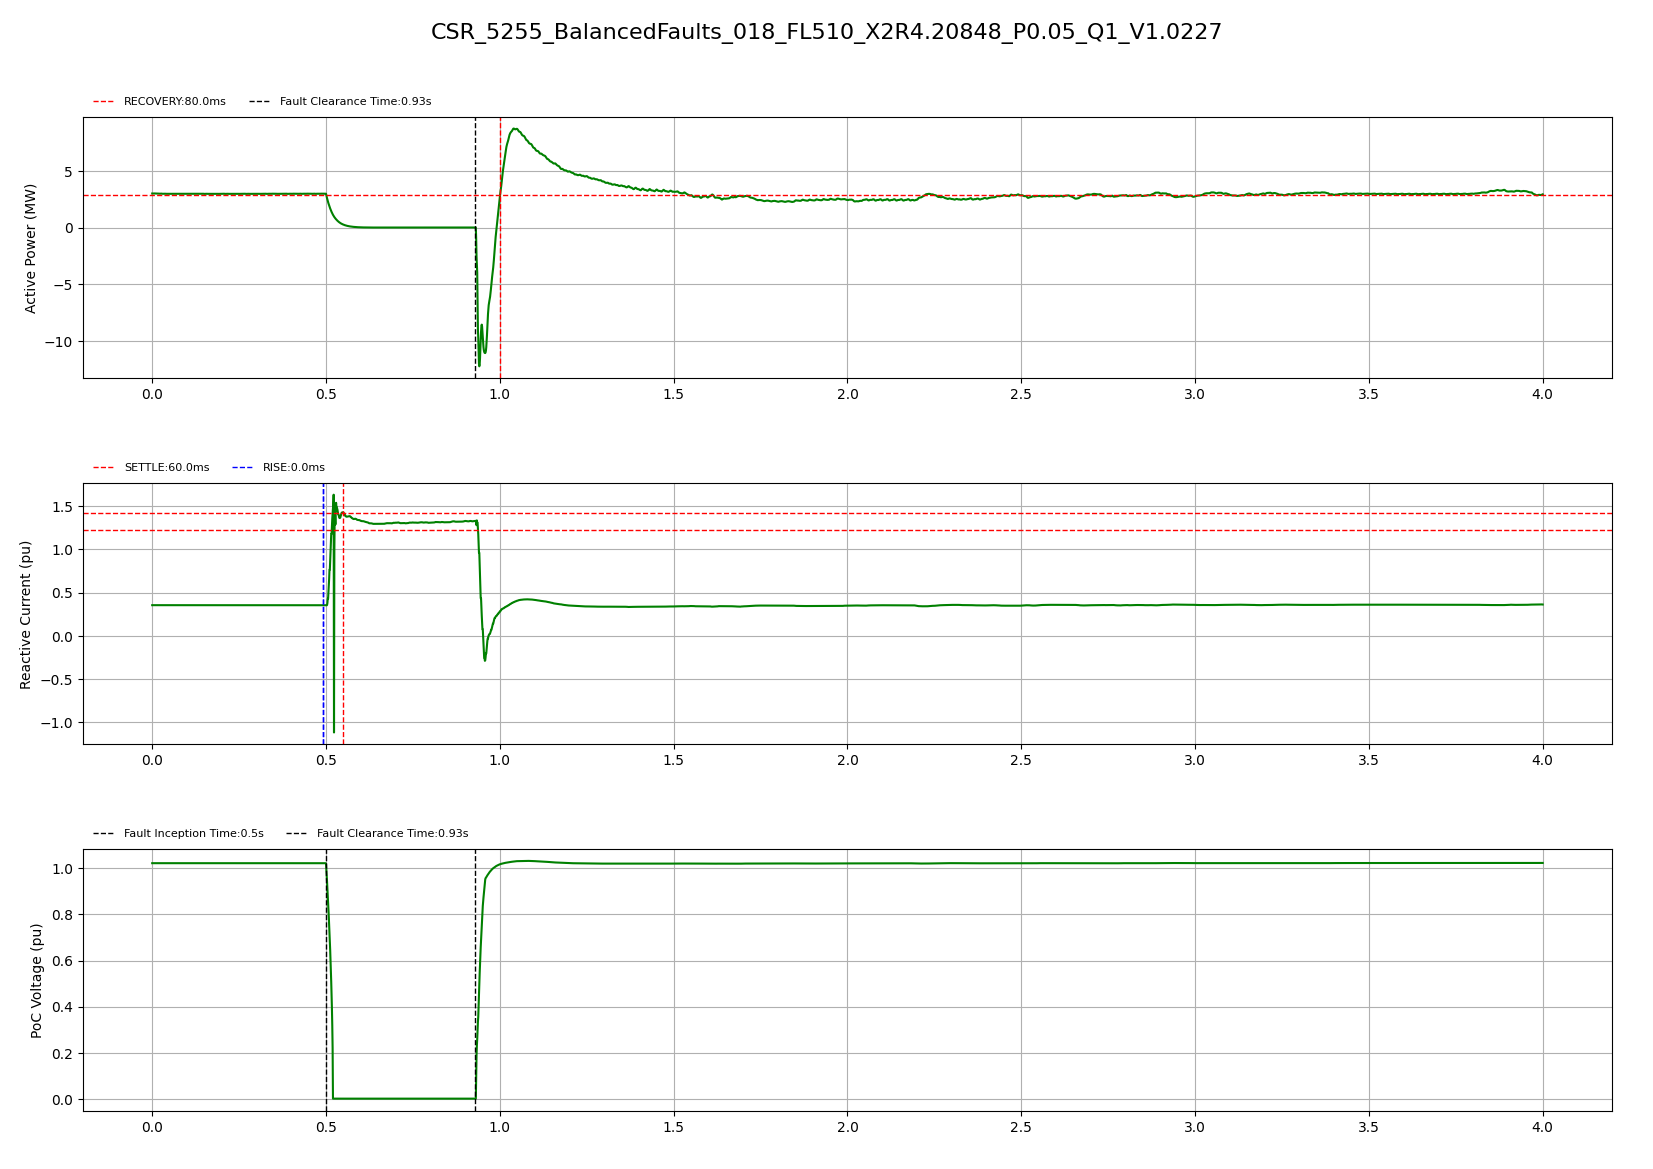 CSR_5255_BalancedFaults_018_FL510_X2R4.20848_P0.05_Q1_V1.0227
RECOVERY:80.0ms Fault Clearance Time:0.93s
Active Power (MW)
5
0
−5
−10
0.0 0.5 1.0 1.5 2.0 2.5 3.0 3.5 4.0
SETTLE:60.0ms RISE:0.0ms
Reactive Current (pu)
1.5
1.0
0.5
0.0
−0.5
−1.0
0.0 0.5 1.0 1.5 2.0 2.5 3.0 3.5 4.0
Fault Inception Time:0.5s Fault Clearance Time:0.93s
PoC Voltage (pu)
1.0
0.8
0.6
0.4
0.2
0.0
0.0 0.5 1.0 1.5 2.0 2.5 3.0 3.5 4.0